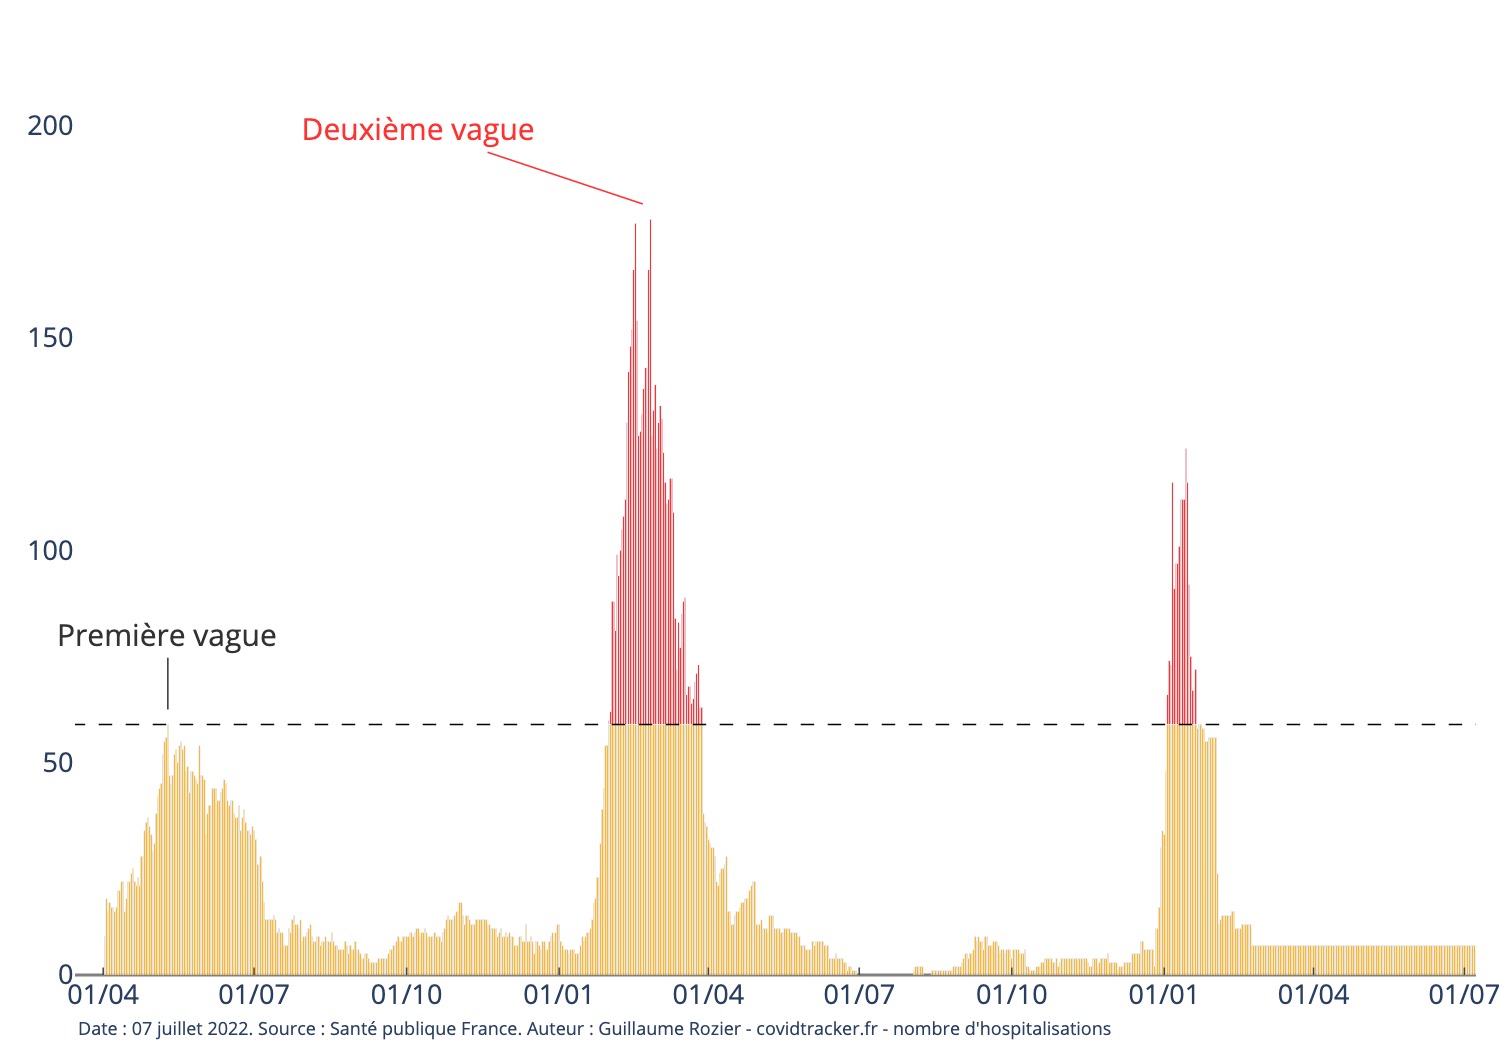 200
Deuxième vague
150
100
Première vague
50
0
01/04 01/07 01/10 01/01 01/04 01/07 01/10 01/01 01/04 01/07
Date : 07 juillet 2022. Source : Santé publique France. Auteur : Guillaume Rozier - covidtracker.fr - nombre d'hospitalisations